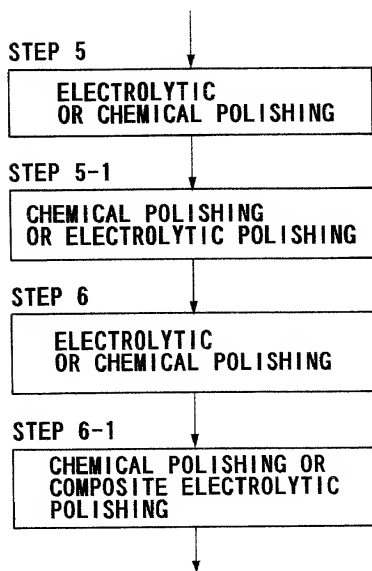 STEP 5
ELECTROLYTIC
OR CHEMICAL POLISHING
STEP 5-1
CHEMICAL POLISHING
OR ELECTROLYTIC POLISHING
STEP 6
ELECTROLYTIC
OR CHEMICAL POLISHING
STEP 6-1
CHEMICAL POLISHING OR
COMPOSITE ELECTROLYTIC
POLISHING